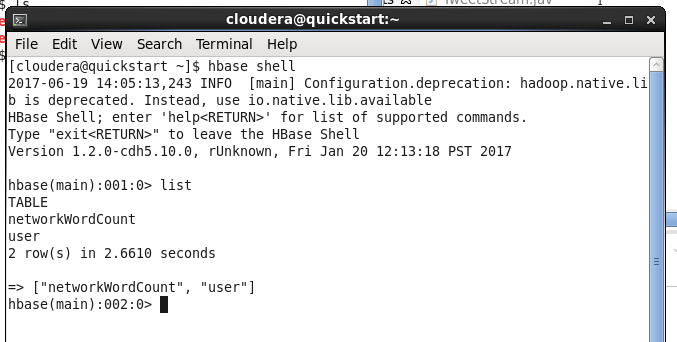 $ ls
TweetStream.jav
cloudera@quickstart:~
File Edit View Search Terminal Help
[cloudera@quickstart ~]$ hbase shell
2017-06-19 14:05:13,243 INFO  [main] Configuration.deprecation: hadoop.native.li
b is deprecated. Instead, use io.native.lib.available
HBase Shell; enter 'help<RETURN>' for list of supported commands.
Type "exit<RETURN>" to leave the HBase Shell
Version 1.2.0-cdh5.10.0, rUnknown, Fri Jan 20 12:13:18 PST 2017
hbase(main):001:0> list
TABLE
networkWordCount
user
2 row(s) in 2.6610 seconds
=> ["networkWordCount", "user"]
hbase(main):002:0>